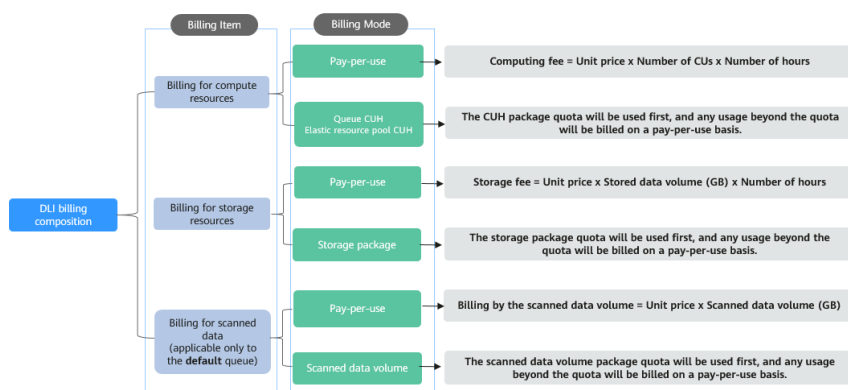 Billing Item
Billing Mode
Pay-per-use
Computing fee = Unit price x Number of CUs x Number of hours
Billing for compute
resources
Queue CUH
Elastic resource pool CUH
The CUH package quota will be used first, and any usage beyond the quota
will be billed on a pay-per-use basis.
Pay-per-use
Storage fee = Unit price x Stored data volume (GB) x Number of hours
DLI billing
composition
Billing for storage
resources
Storage package
The storage package quota will be used first, and any usage beyond the
quota will be billed on a pay-per-use basis.
Pay-per-use
Billing by the scanned data volume = Unit price x Scanned data volume (GB)
Billing for scanned
data
(applicable only to
the default queue)
Scanned data volume
The scanned data volume package quota will be used first, and any usage
beyond the quota will be billed on a pay-per-use basis.